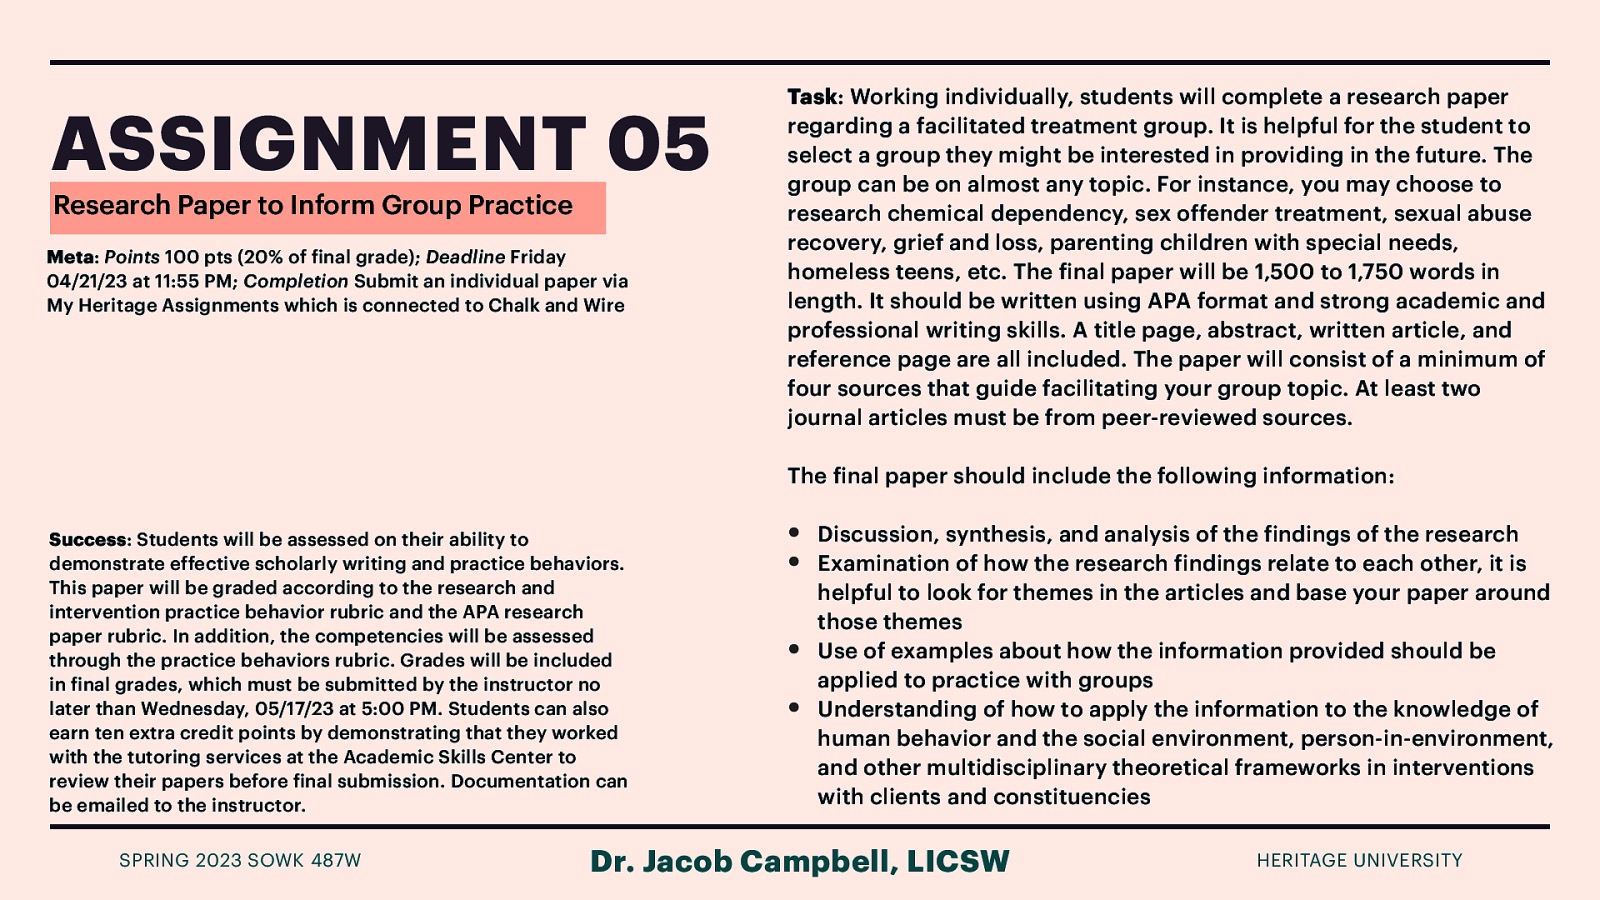 ASSIGNMENT 05
Research Paper to Inform Group Practice
Meta: Points 100 pts (20% of final grade); Deadline Friday
04/21/23 at 11:55 PM; Completion Submit an individual paper via
My Heritage Assignments which is connected to Chalk and Wire
Success: Students will be assessed on their ability to
demonstrate effective scholarly writing and practice behaviors.
This paper will be graded according to the research and
intervention practice behavior rubric and the APA research
paper rubric. In addition, the competencies will be assessed
through the practice behaviors rubric. Grades will be included
in final grades, which must be submitted by the instructor no
later than Wednesday, 05/17/23 at 5:00 PM. Students can also
earn ten extra credit points by demonstrating that they worked
with the tutoring services at the Academic Skills Center to
review their papers before final submission. Documentation can
be emailed to the instructor.
Task: Working individually, students will complete a research paper
regarding a facilitated treatment group. It is helpful for the student to
select a group they might be interested in providing in the future. The
group can be on almost any topic. For instance, you may choose to
research chemical dependency, sex offender treatment, sexual abuse
recovery, grief and loss, parenting children with special needs,
homeless teens, etc. The final paper will be 1,500 to 1,750 words in
length. It should be written using APA format and strong academic and
professional writing skills. A title page, abstract, written article, and
reference page are all included. The paper will consist of a minimum of
four sources that guide facilitating your group topic. At least two
journal articles must be from peer-reviewed sources.
The final paper should include the following information:
• Discussion, synthesis, and analysis of the findings of the research
• Examination of how the research findings relate to each other, it is
helpful to look for themes in the articles and base your paper around
those themes
• Use of examples about how the information provided should be
applied to practice with groups
• Understanding of how to apply the information to the knowledge of
human behavior and the social environment, person-in-environment,
and other multidisciplinary theoretical frameworks in interventions
with clients and constituencies
SPRING 2023 SOWK 487W
Dr. Jacob Campbell, LICSW
HERITAGE UNIVERSITY